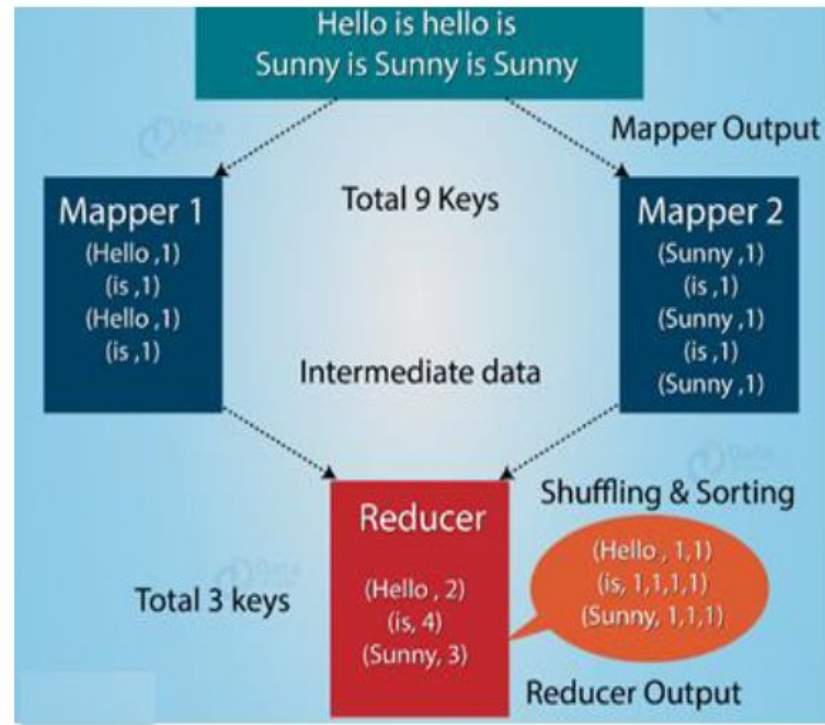 Hello is hello is
Sunny is Sunny is Sunny
Mapper Output
Mapper 1
(Hello ,1)
(is ,1)
(Hello ,1)
(is ,1)
Total 9 Keys
Mapper 2
(Sunny ,1)
(is ,1)
(Sunny ,1)
(is ,1)
(Sunny ,1)
Intermediate data
Shuffling & Sorting
Reducer
(Hello , 2)
(is, 4)
(Sunny, 3)
(Hello , 1,1)
(is, 1,1,1,1)
(Sunny, 1,1,1)
Total 3 keys
Reducer Output